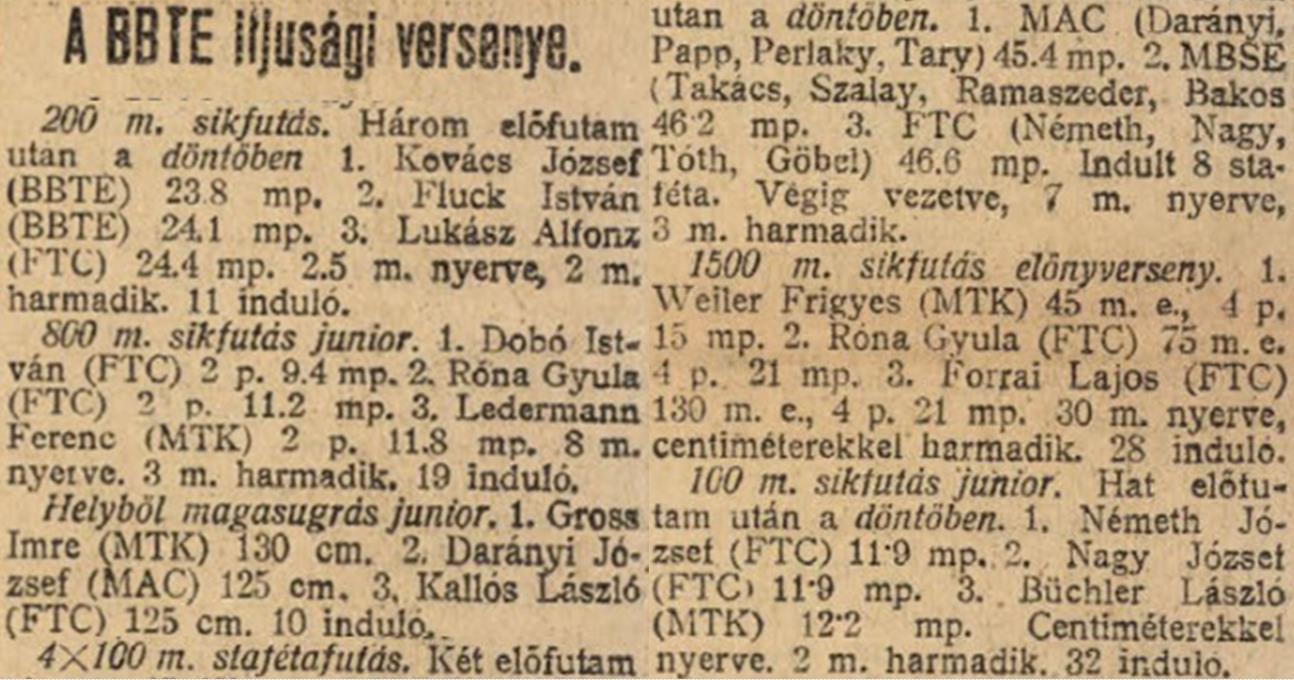 A BBTE ifjusági versenye.
200 m. sikfutás. Három előfutam
után a döntőben 1. Kovács József
(BBTE) 23.8 mp. 2. Fluck István
(BBTE) 24.1 mp. 3. Lukász Alfonz
(FTC) 24.4 mp. 2.5 m. nyerve, 2 m.
harmadik. 11 induló.
800 m. sikfutás junior. 1. Dobó Ist-
ván (FTC) 2 p. 9.4 mp. 2. Róna Gyula
(FTC) 2 p. 11.2 mp. 3. Ledermann
Ferenc (MTK) 2 p. 11.8 mp. 8 m.
nyerve. 3 m. harmadik. 19 induló.
Helyből magasugrás junior. 1. Gross
Imre (MTK) 130 cm. 2. Darányi Jó-
zsef (MAC) 125 cm. 3. Kallós László
(FTC) 125 cm. 10 induló.
4×100 m. stafétafutás. Két előfutam
után a döntőben. 1. MAC (Darányi,
Papp, Perlaky, Tary) 45.4 mp. 2. MBSE
(Takács, Szalay, Ramaszeder, Bakos
46·2 mp. 3. FTC (Németh, Nagy,
Tóth, Göbel) 46.6 mp. Indult 8 sta-
féta. Végig vezetve, 7 m. nyerve,
3 m. harmadik.
1500 m. sikfutás előnyverseny. 1.
Weiler Frigyes (MTK) 45 m. e., 4 p.
15 mp. 2. Róna Gyula (FTC) 75 m. e.
4 p. 21 mp. 3. Forrai Lajos (FTC)
130 m. e., 4 p. 21 mp. 30 m. nyerve,
centiméterekkel harmadik. 28 induló.
100 m. sikfutás junior. Hat előfu-
tam után a döntőben. 1. Németh Jó-
zsef (FTC) 11·9 mp. 2. Nagy József
(FTC) 11·9 mp. 3. Büchler László
(MTK) 12·2 mp. Centiméterekkel
nyerve. 2 m. harmadik. 32 induló.